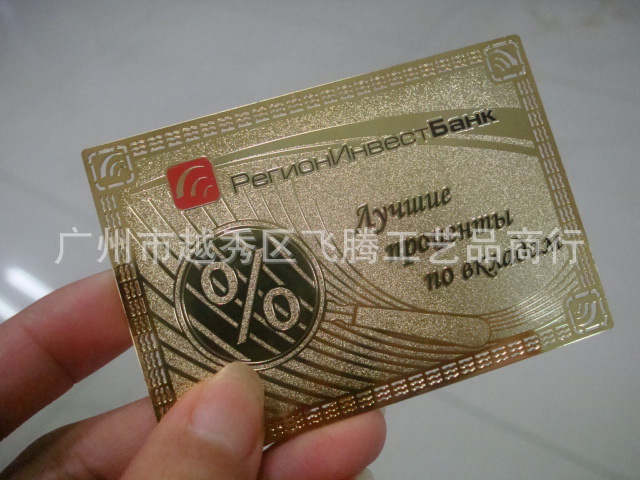 РегионИнвестБанк
Лучшие
проценты
по вкладам
%
广州市越秀区飞腾工艺品商行